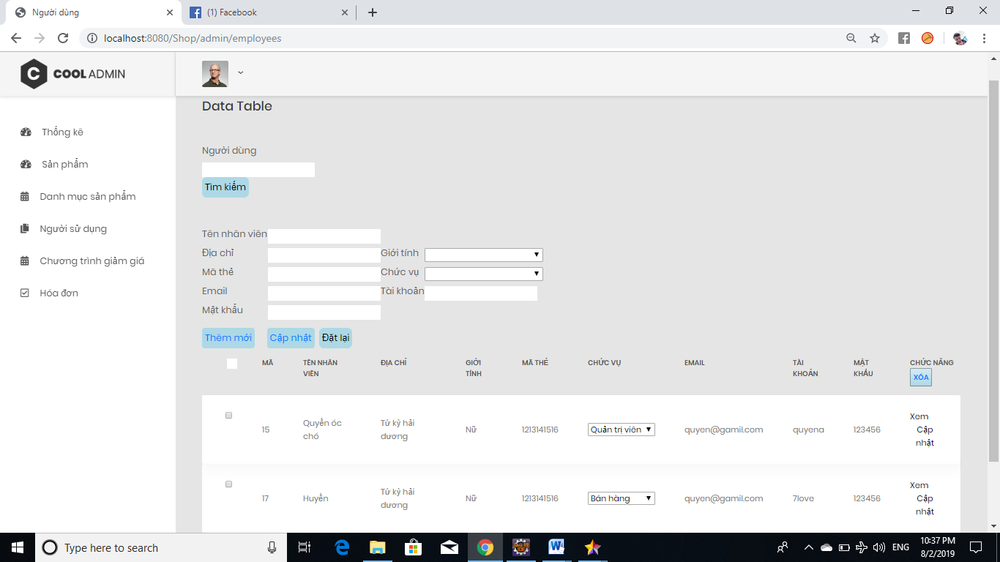 Người dùng
(1) Facebook
localhost:8080/Shop/admin/employees
C COOL ADMIN
Thống kê
Sản phẩm
Danh mục sản phẩm
Người sử dụng
Chương trình giảm giá
Hóa đơn
Data Table
Người dùng
Tìm kiếm
Tên nhân viên
Địa chỉ Giới tính
Mã thẻ Chức vụ
Email Tài khoản
Mật khẩu
Thêm mới Cập nhật Đặt lại
MÃ TÊN NHÂN VIÊN ĐỊA CHỈ GIỚI TÍNH MÃ THẺ CHỨC VỤ EMAIL TÀI KHOẢN MẬT KHẨU CHỨC NĂNG
XÓA
15 Quyền óc chó Tứ kỳ hải dương Nữ 1213141516 Quản trị viên quyen@gamil.com quyena 123456 Xem Cập nhật
17 Huyền Tứ kỳ hải dương Nữ 1213141516 Bán hàng quyen@gamil.com 7love 123456 Xem Cập nhật
Type here to search
ENG
10:37 PM
8/2/2019